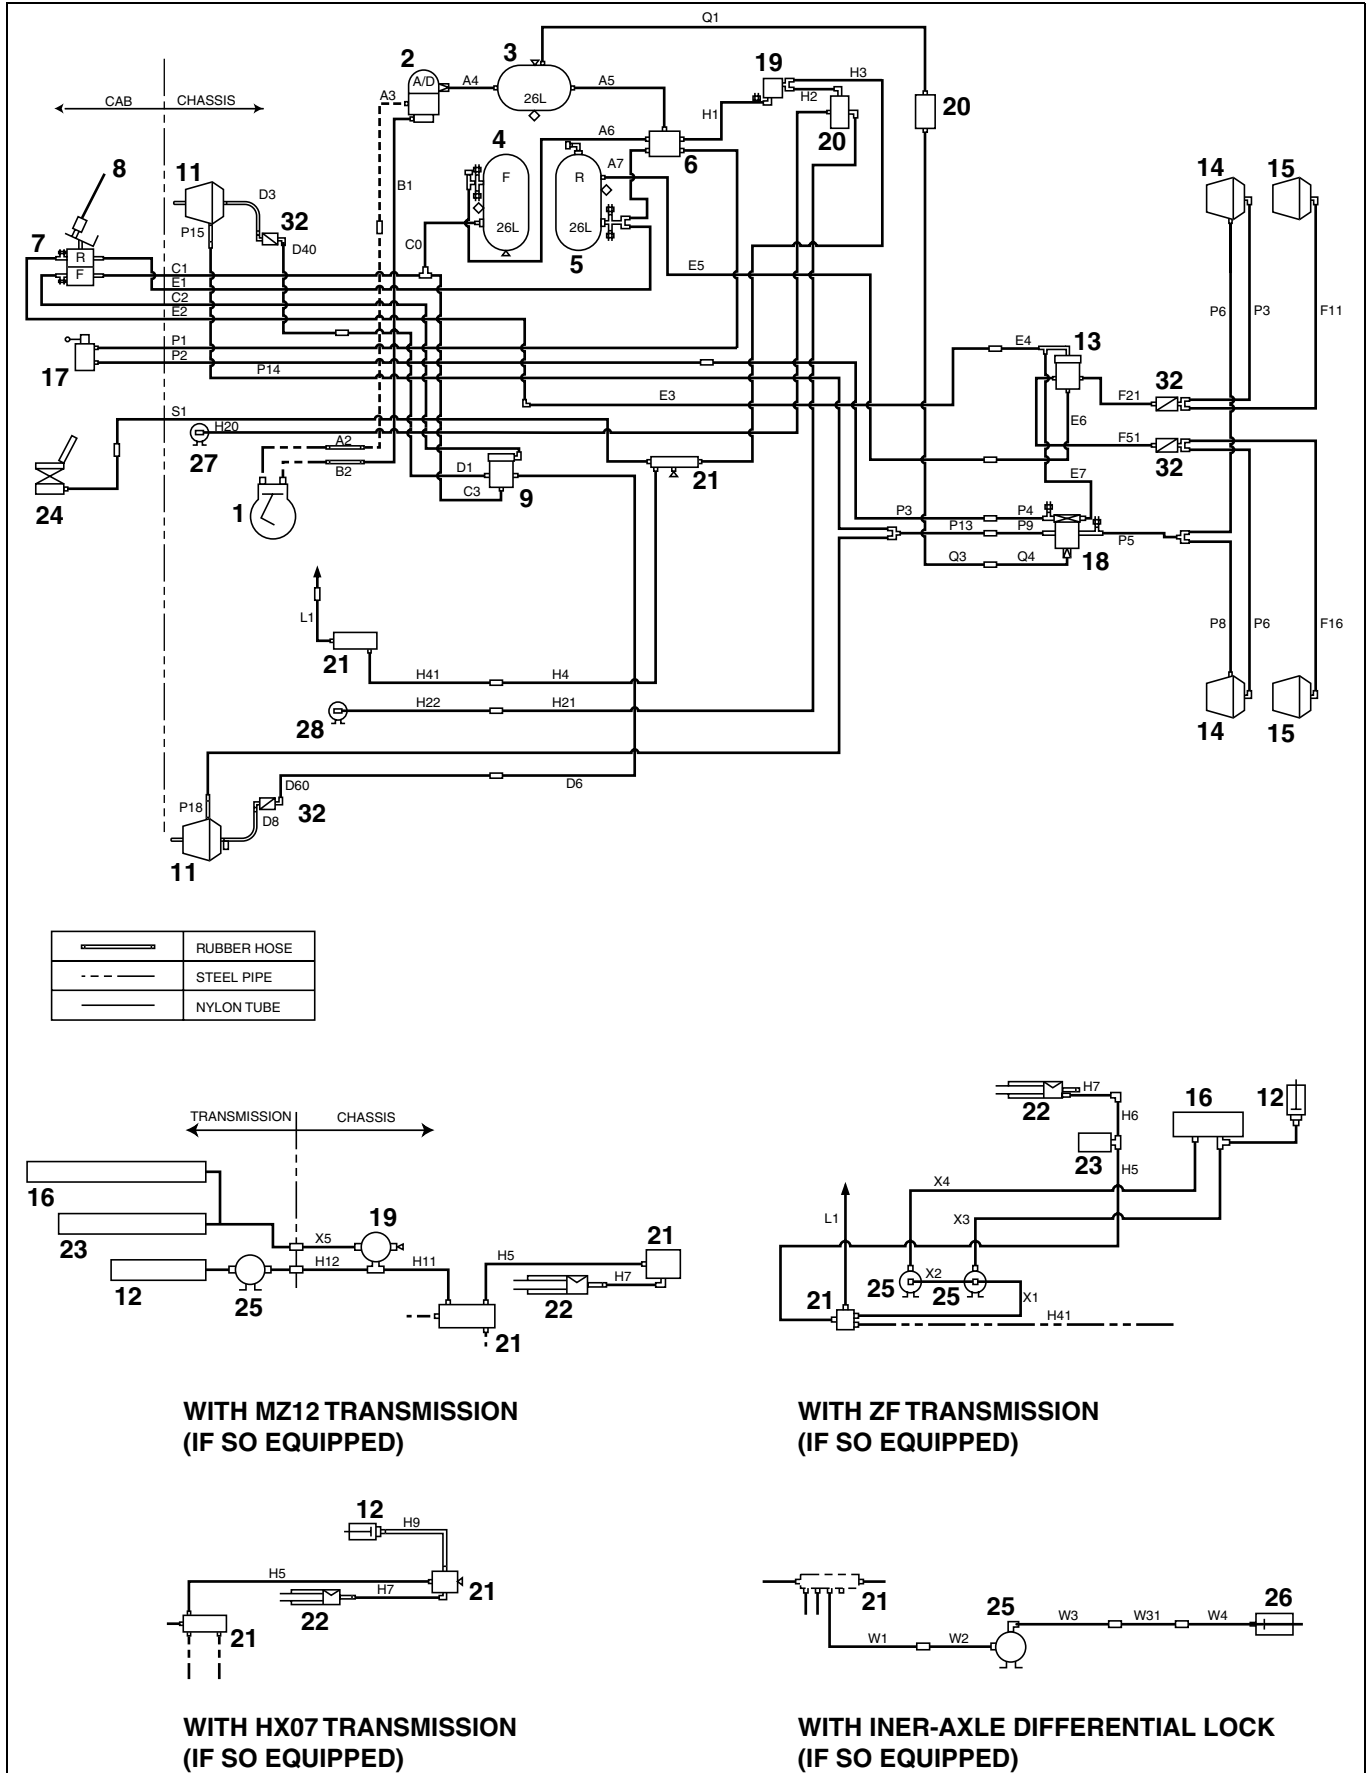 Q1
2
3
19
A/D
A4
A5
H3
CAB
CHASSIS
A3
26L
H2
H1
20
20
4
A6
6
8
11
B1
F
R
A7
14
15
D3
32
P15
D40
C0
26L
26L
5
7
R
F
C1
E1
C2
E2
E5
P6
P3
F11
P1
P2
17
P14
E4
13
E3
32
F21
S1
H20
27
A2
B2
E6
F51
32
24
1
D1
C3
9
21
E7
P3
P4
P13
P9
P5
18
Q3
Q4
L1
21
H41
H4
P8
P6
F16
28
H22
H21
14
15
D60
D6
P18
D8
32
11
RUBBER HOSE
STEEL PIPE
NYLON TUBE
TRANSMISSION
CHASSIS
16
23
12
25
X5
H12
19
H11
H5
H7
21
22
21
22
H7
H6
23
H5
16
12
X4
X3
L1
25
X2
25
X1
21
H41
WITH MZ12 TRANSMISSION
(IF SO EQUIPPED)
WITH ZF TRANSMISSION
(IF SO EQUIPPED)
12
H9
H5
H7
21
22
21
21
25
W1
W2
W3
W31
W4
26
WITH HX07 TRANSMISSION
(IF SO EQUIPPED)
WITH INER-AXLE DIFFERENTIAL LOCK
(IF SO EQUIPPED)